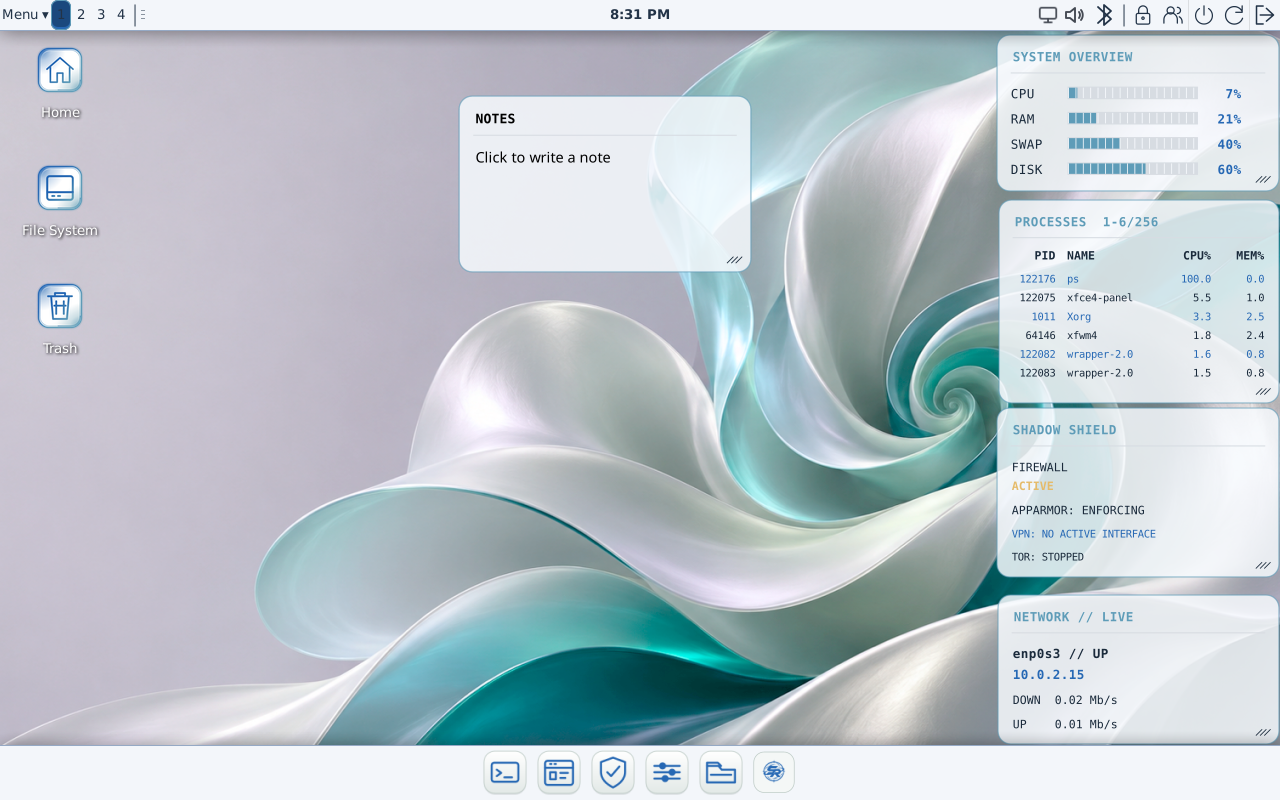 Menu ▾ 1 2 3 4 8:31 PM
Home
File System
Trash
NOTES
Click to write a note
SYSTEM OVERVIEW
CPU 7%
RAM 21%
SWAP 40%
DISK 60%
PROCESSES 1-6/256
PID NAME CPU% MEM%
122176 ps 100.0 0.0
122075 xfce4-panel 5.5 1.0
1011 Xorg 3.3 2.5
64146 xfwm4 1.8 2.4
122082 wrapper-2.0 1.6 0.8
122083 wrapper-2.0 1.5 0.8
SHADOW SHIELD
FIREWALL
ACTIVE
APPARMOR: ENFORCING
VPN: NO ACTIVE INTERFACE
TOR: STOPPED
NETWORK // LIVE
enp0s3 // UP
10.0.2.15
DOWN 0.02 Mb/s
UP 0.01 Mb/s